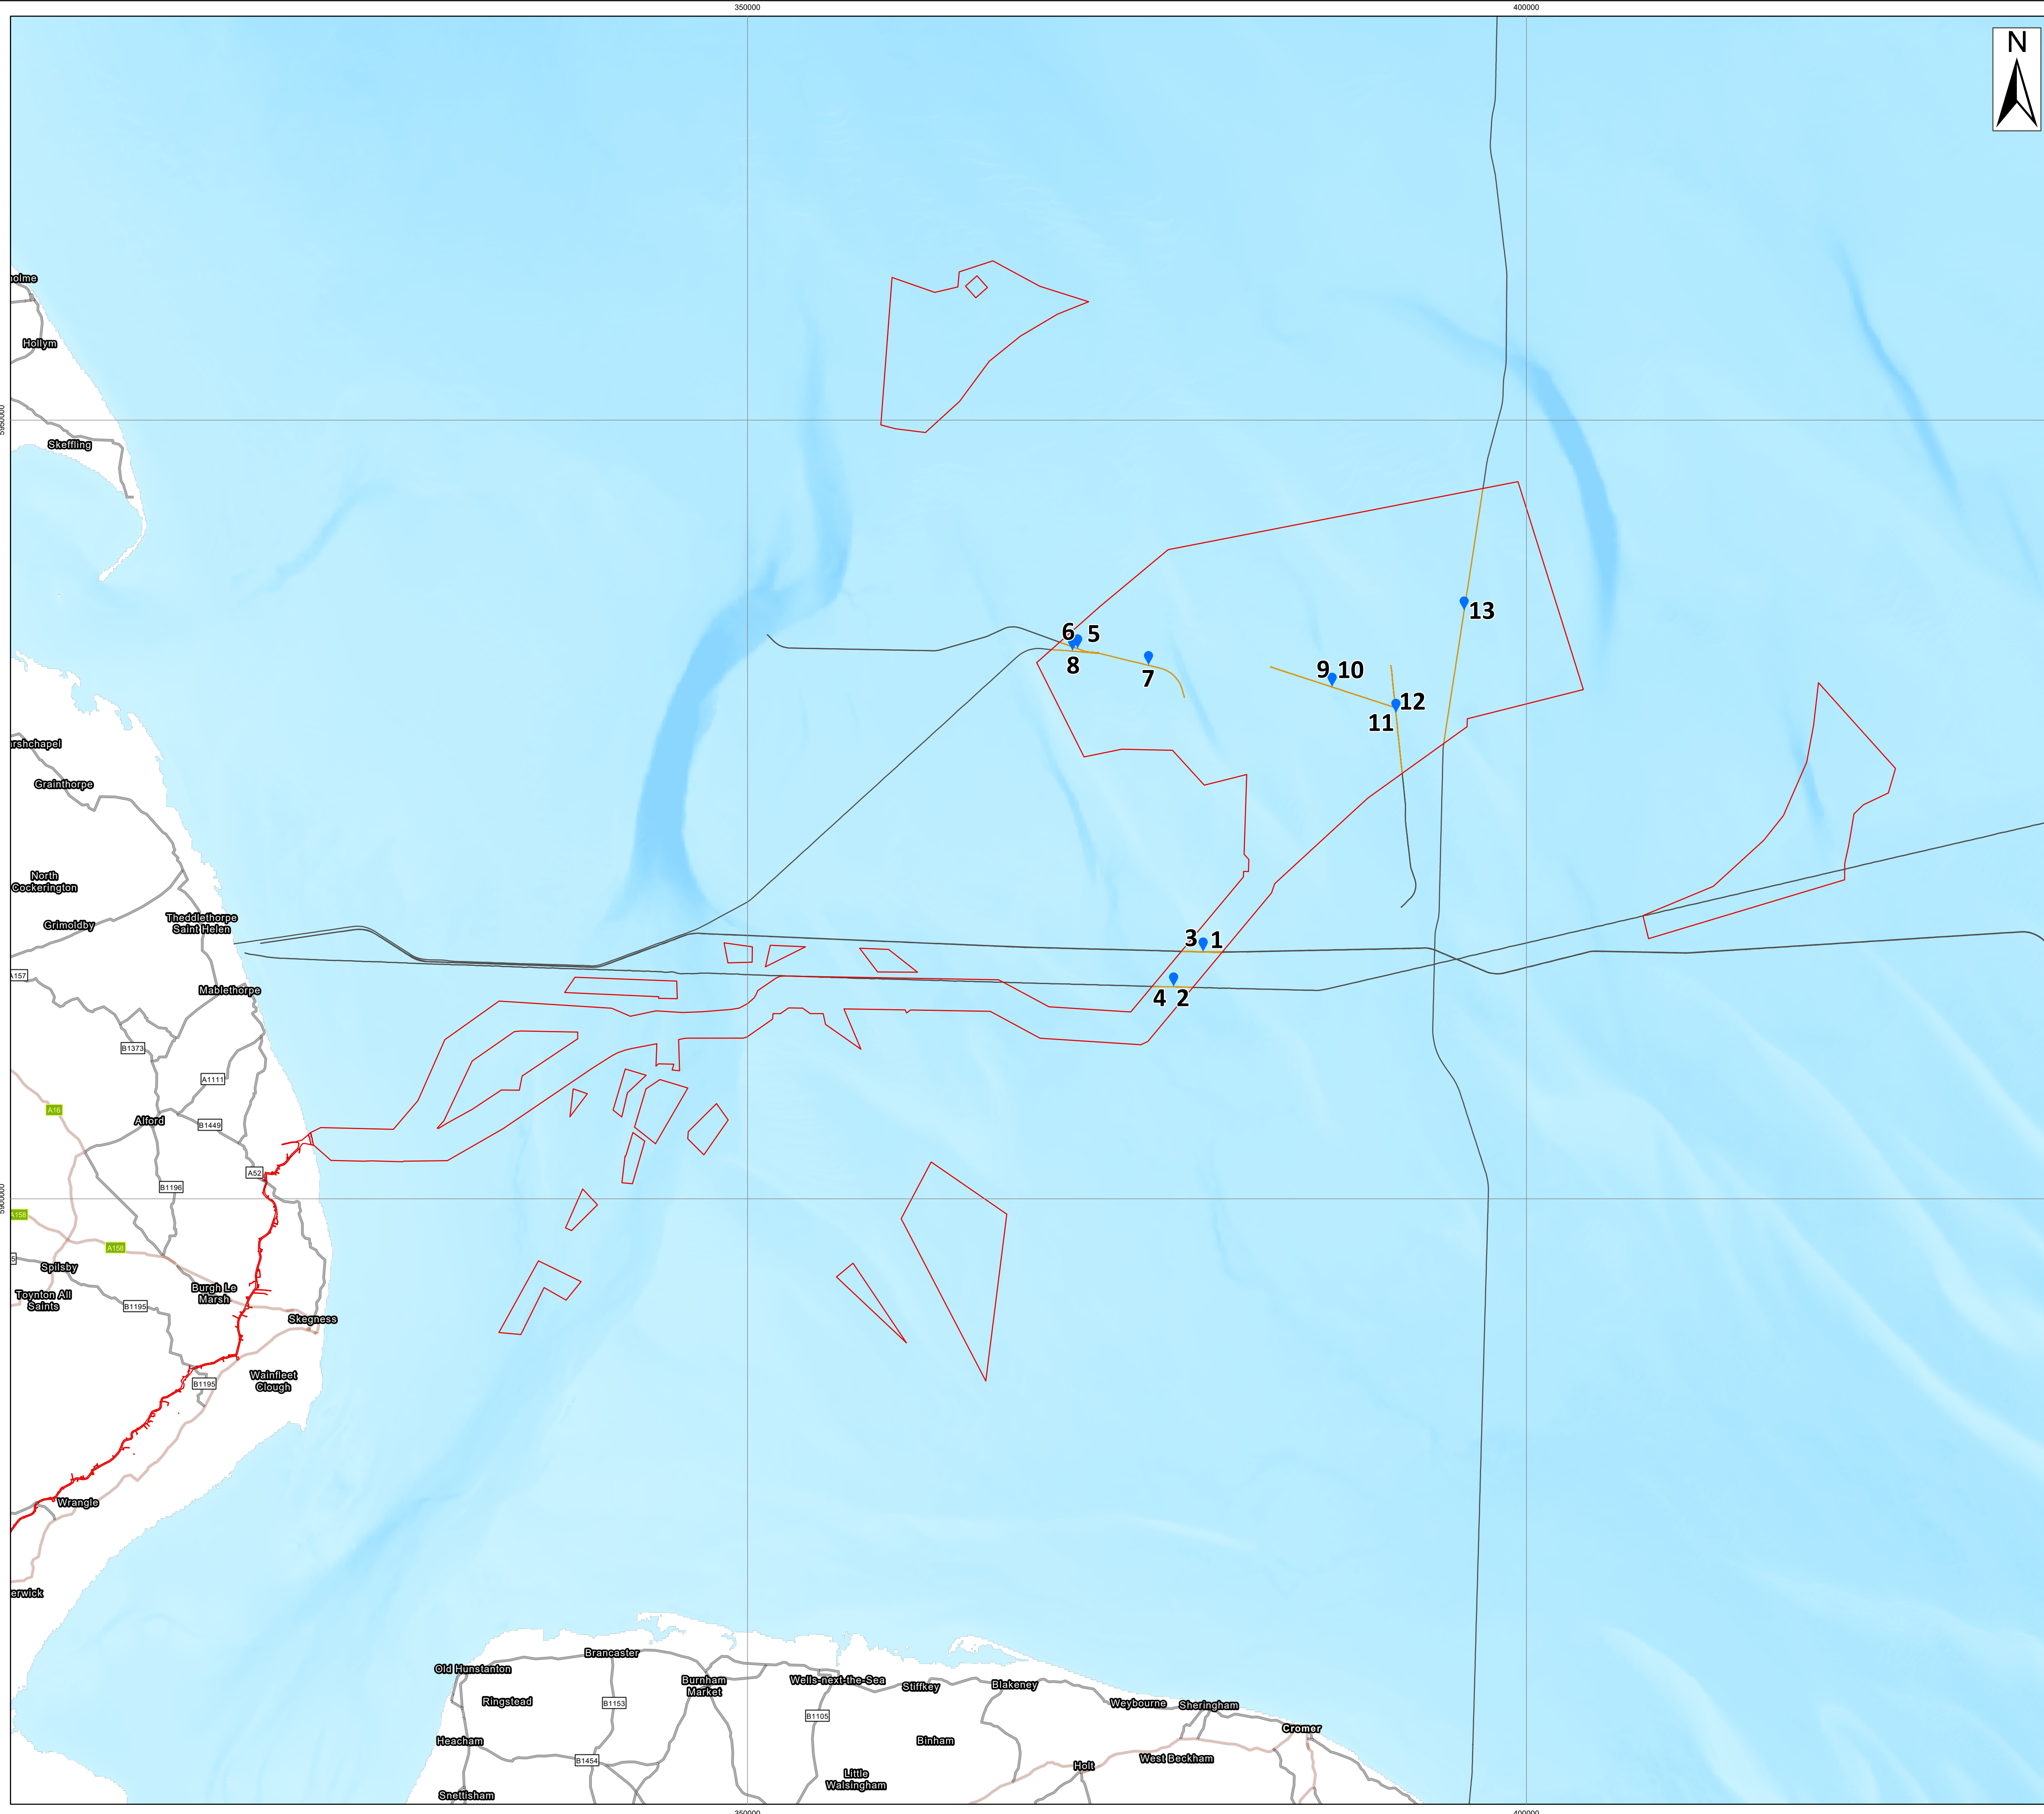 350000
400000
N
olme
Hollym
5950000
Skeffling
6
5
8
7
13
9
10
12
11
rshchapel
Grainthorpe
North
Cockerington
Theddlethorpe
Saint Helen
Grimoldby
3
1
A157
4
2
Mablethorpe
B1373
A1111
A16
Alford
B1449
A52
B1196
5900000
A158
A158
Spilsby
Toynton All
Saints
B1195
Burgh Le
Marsh
Skegness
B1195
Wainfleet
Clough
Wrangle
erwick
Old Hunstanton
Brancaster
Ringstead
B1153
Burnham
Market
Wells-next-the-Sea
B1105
Stiffkey
Blakeney
Weybourne
Sheringham
Cromer
Heacham
B1454
Binham
West Beckham
Holt
Little
Walsingham
Snettisham
350000
400000